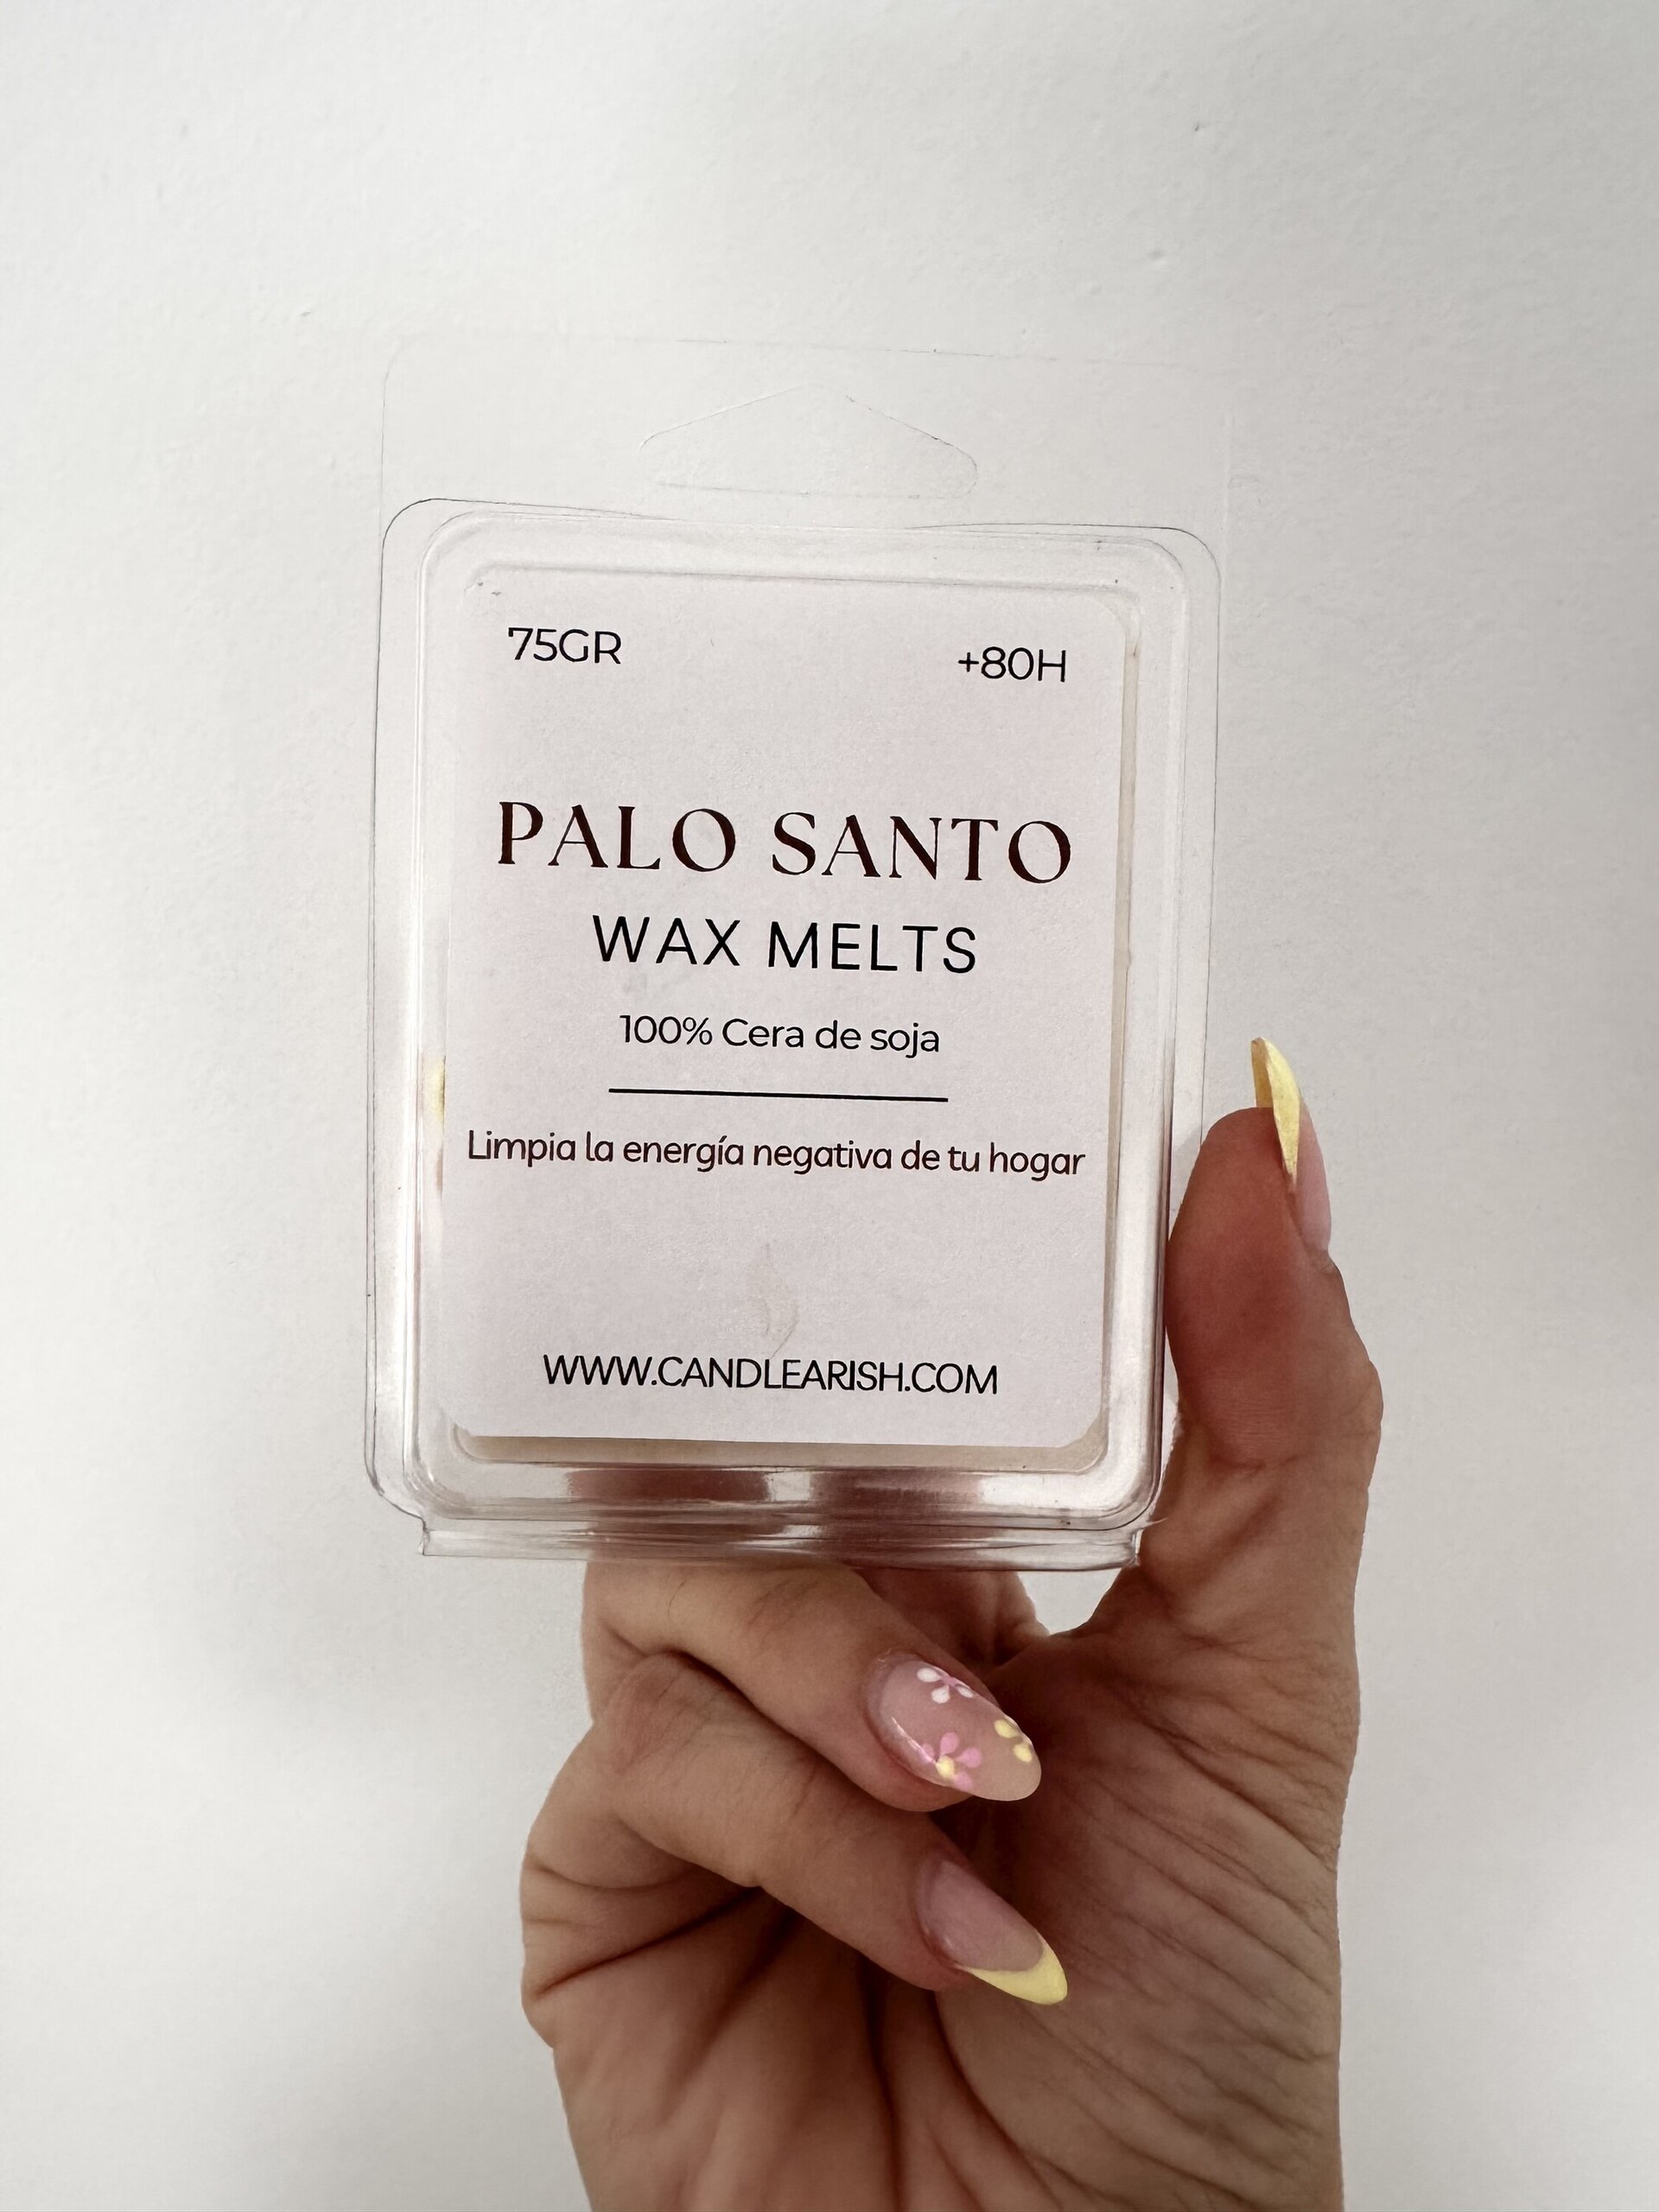 75GR +80H
PALO SANTO
WAX MELTS
100% Cera de soja
Limpia la energía negativa de tu hogar
WWW.CANDLEARISH.COM